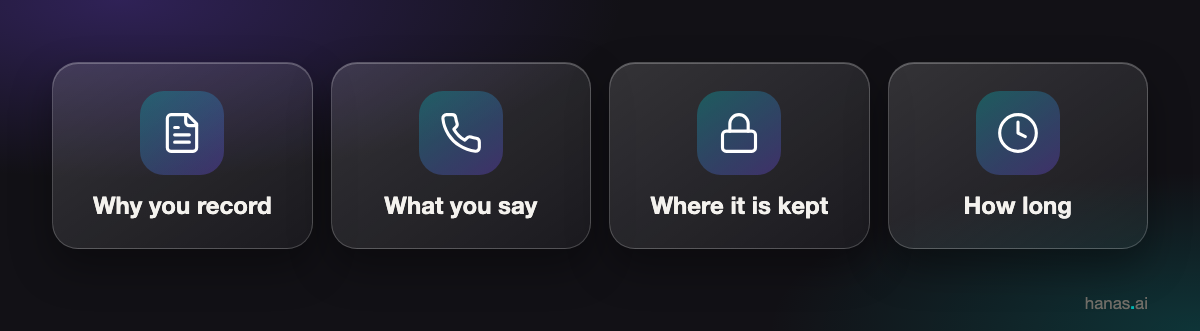 Why you record
What you say
Where it is kept
How long
hanas.ai